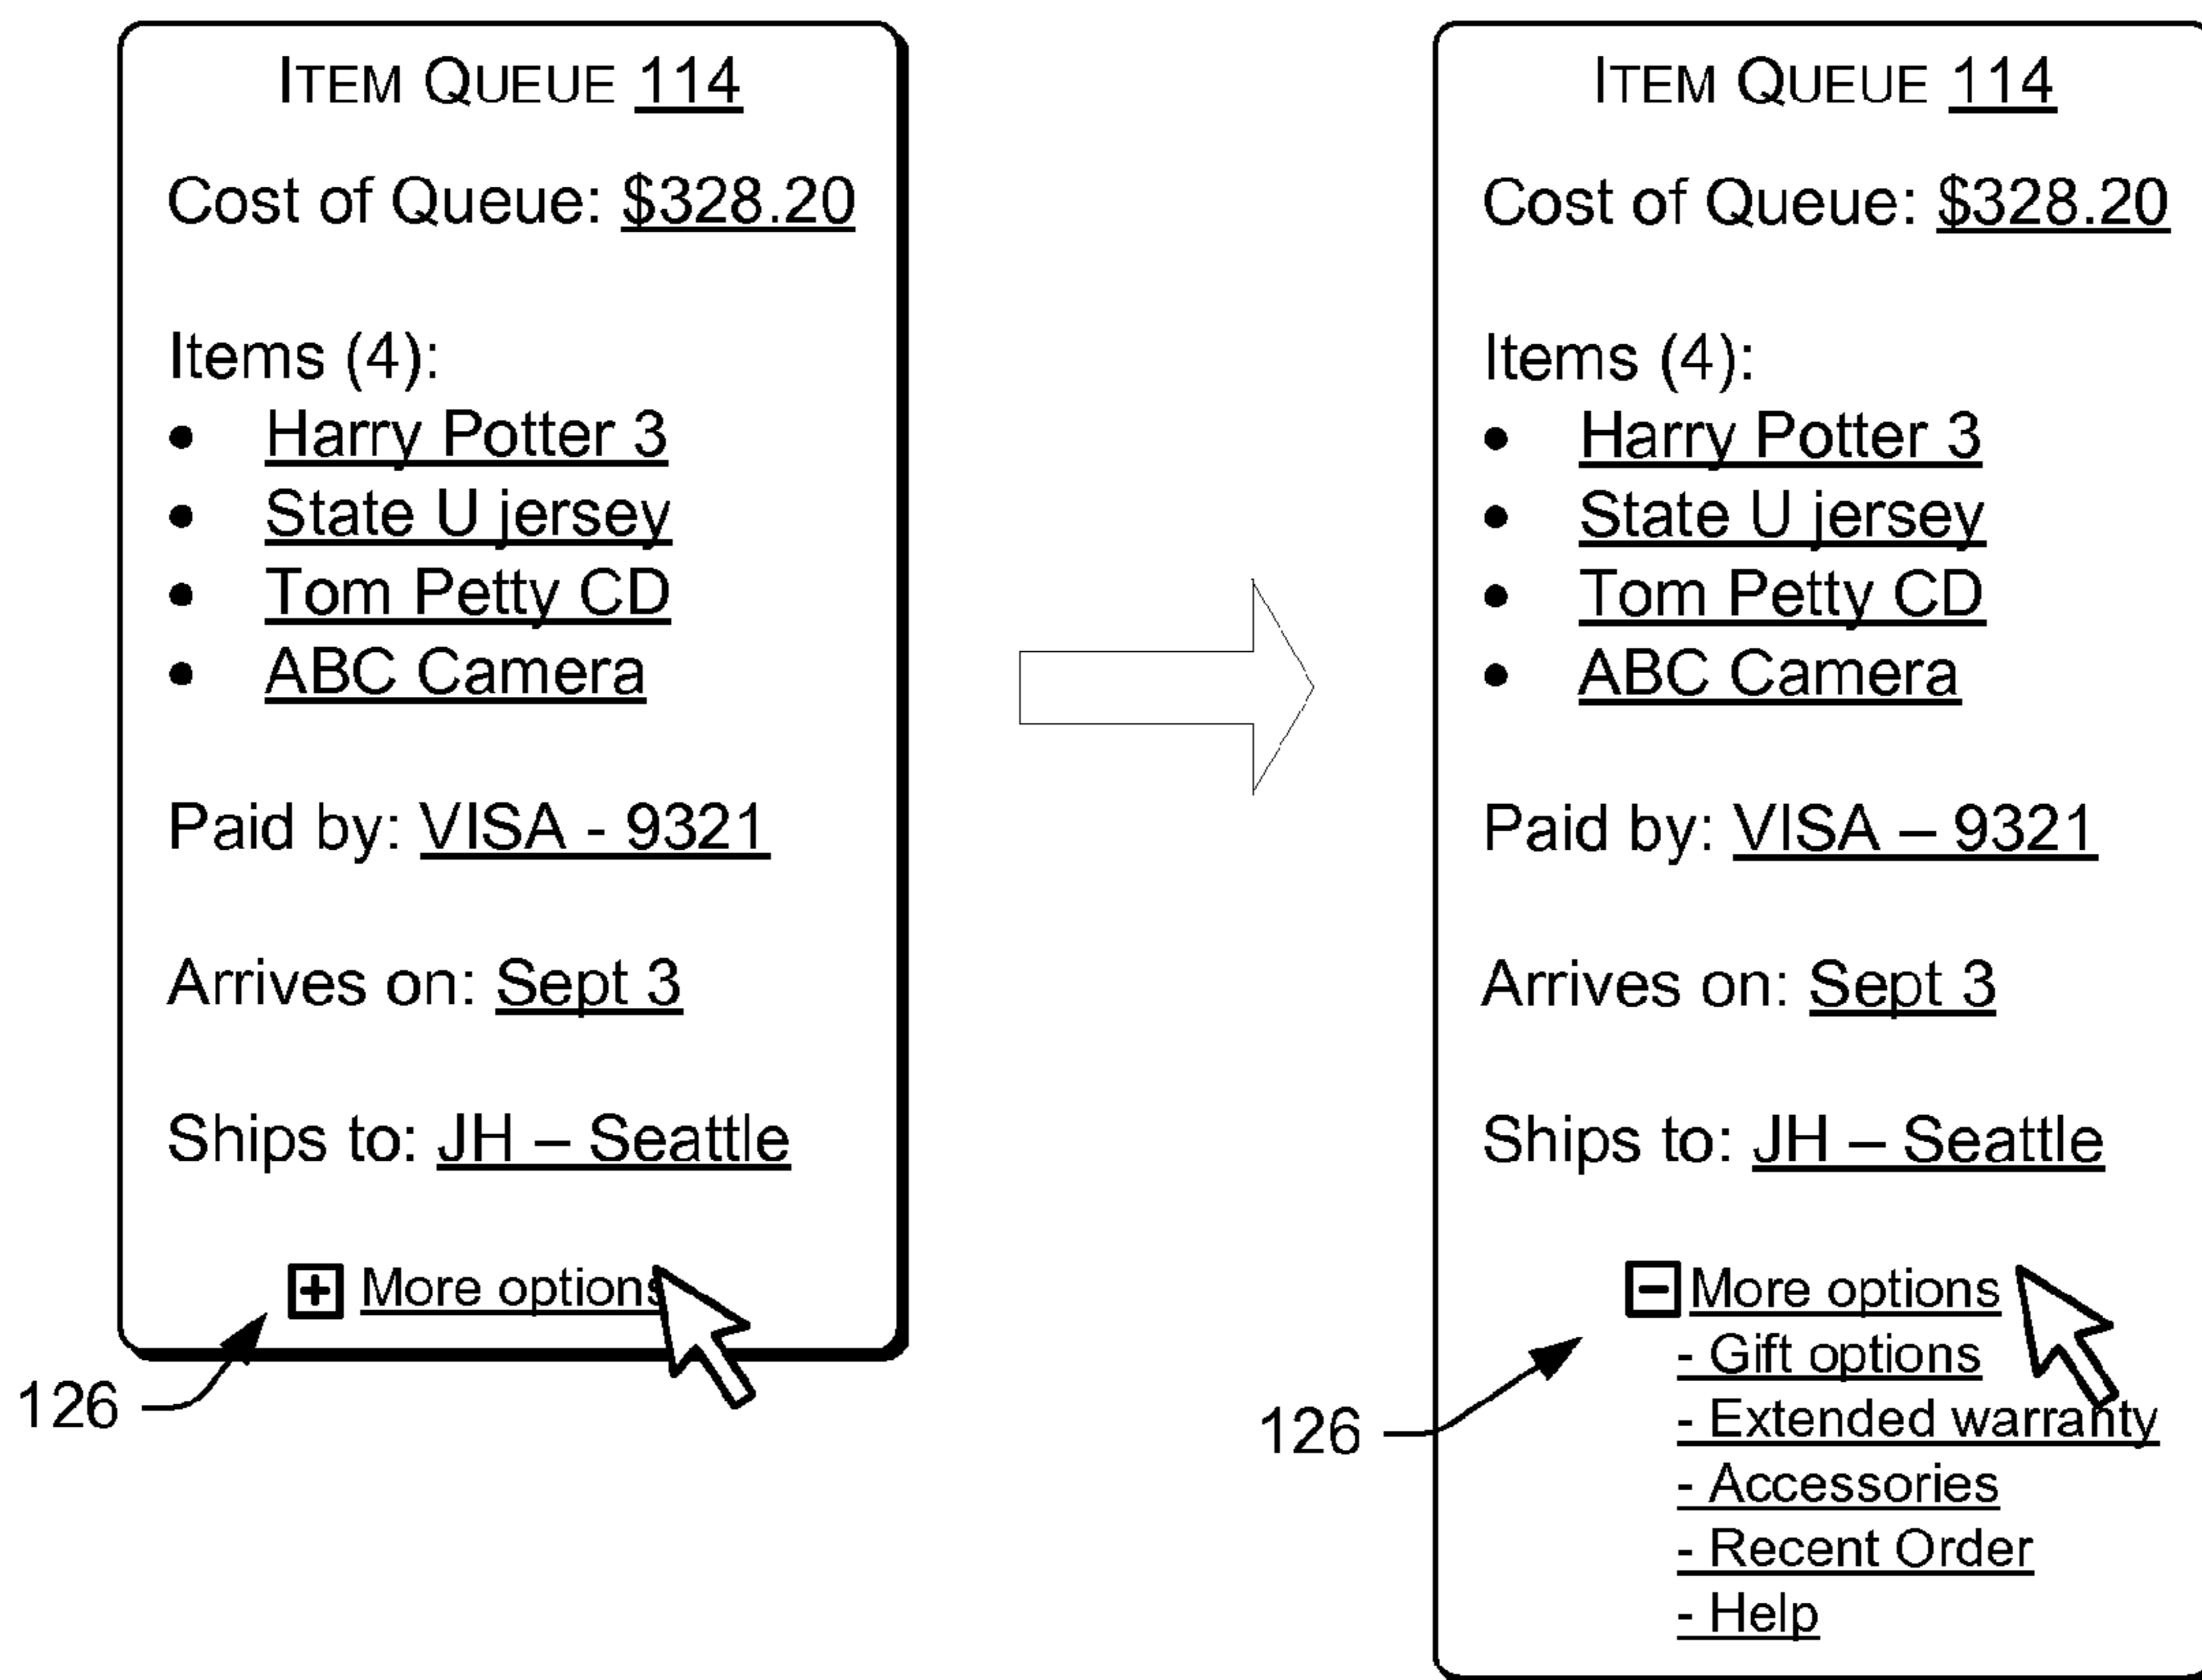 ITEM QUEUE 114
Cost of Queue: $328.20
Items (4):
• Harry Potter 3
• State U jersey
• Tom Petty CD
• ABC Camera
Paid by: VISA - 9321
Arrives on: Sept 3
Ships to: JH – Seattle
+ More options
126
ITEM QUEUE 114
Cost of Queue: $328.20
Items (4):
• Harry Potter 3
• State U jersey
• Tom Petty CD
• ABC Camera
Paid by: VISA – 9321
Arrives on: Sept 3
Ships to: JH – Seattle
- More options
- Gift options
- Extended warranty
- Accessories
- Recent Order
- Help
126